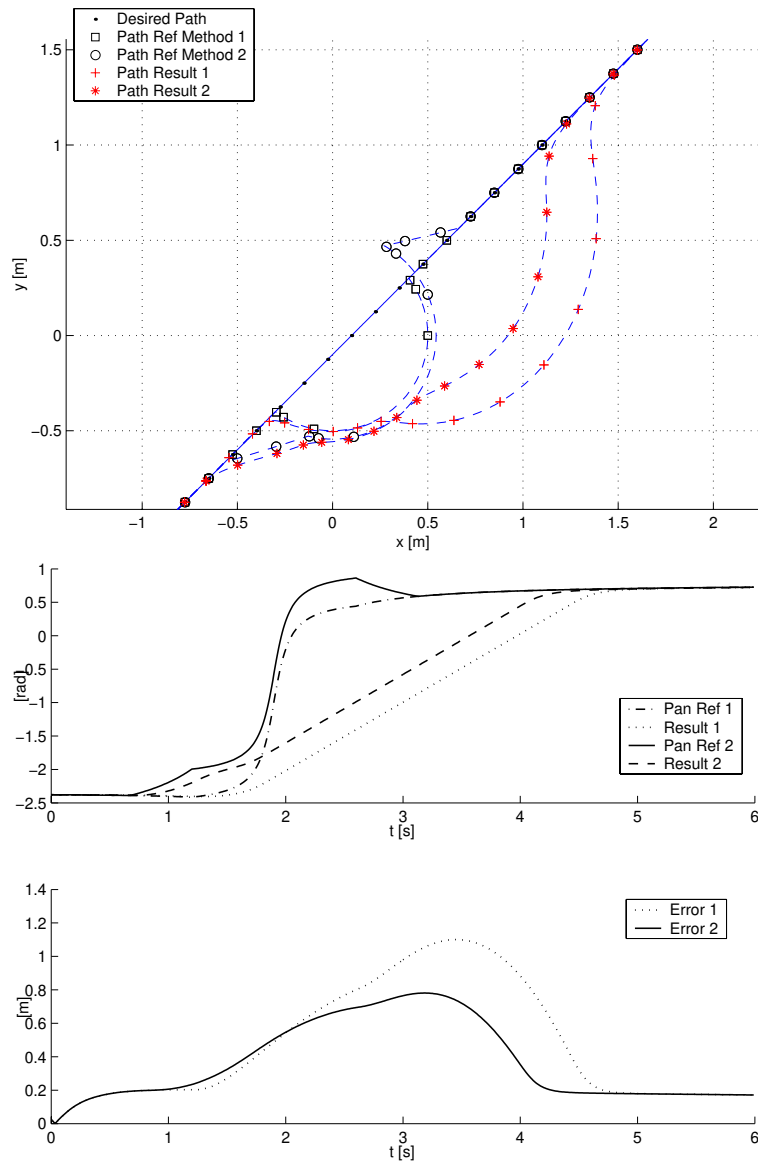 Desired Path
Path Ref Method 1
Path Ref Method 2
Path Result 1
Path Result 2
1.5
1
0.5
0
−0.5
y [m]
−1 −0.5 0 0.5 1 1.5 2
x [m]
1
0.5
0
−0.5
−1
−1.5
−2
−2.5
[rad]
Pan Ref 1
Result 1
Pan Ref 2
Result 2
0 1 2 3 4 5 6
t [s]
1.4
1.2
1
0.8
0.6
0.4
0.2
0
[m]
Error 1
Error 2
0 1 2 3 4 5 6
t [s]